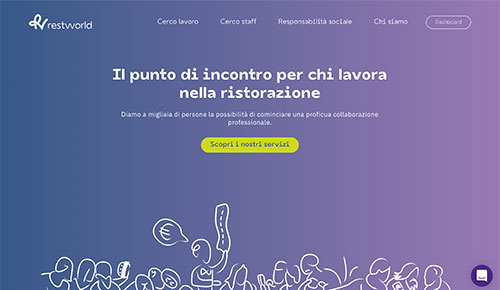 restworld
Cerco lavoro
Cerco staff
Responsabilità sociale
Chi siamo
Dashboard
Il punto di incontro per chi lavora
nella ristorazione
Diamo a migliaia di persone la possibilità di cominciare una proficua collaborazione
professionale.
Scopri i nostri servizi
€